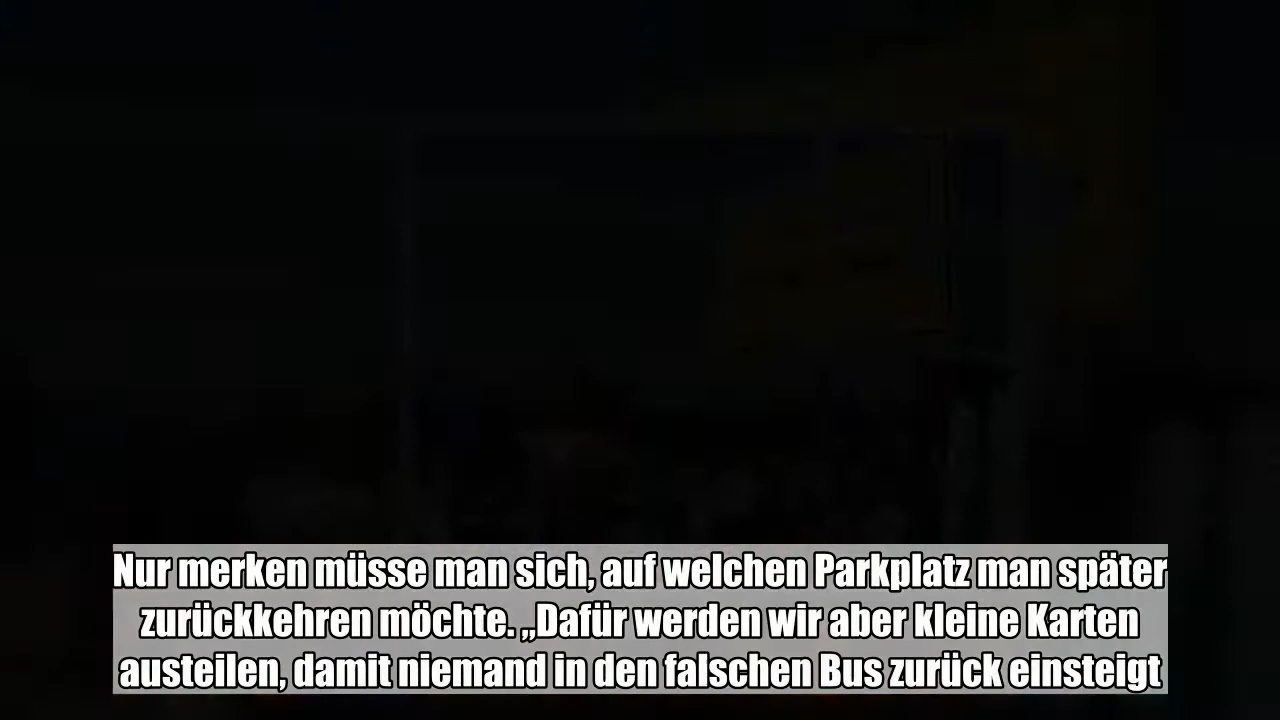 Nur merken müsse man sich, auf welchen Parkplatz man später
zurückkehren möchte. „Dafür werden wir aber kleine Karten
austeilen, damit niemand in den falschen Bus zurück einsteigt